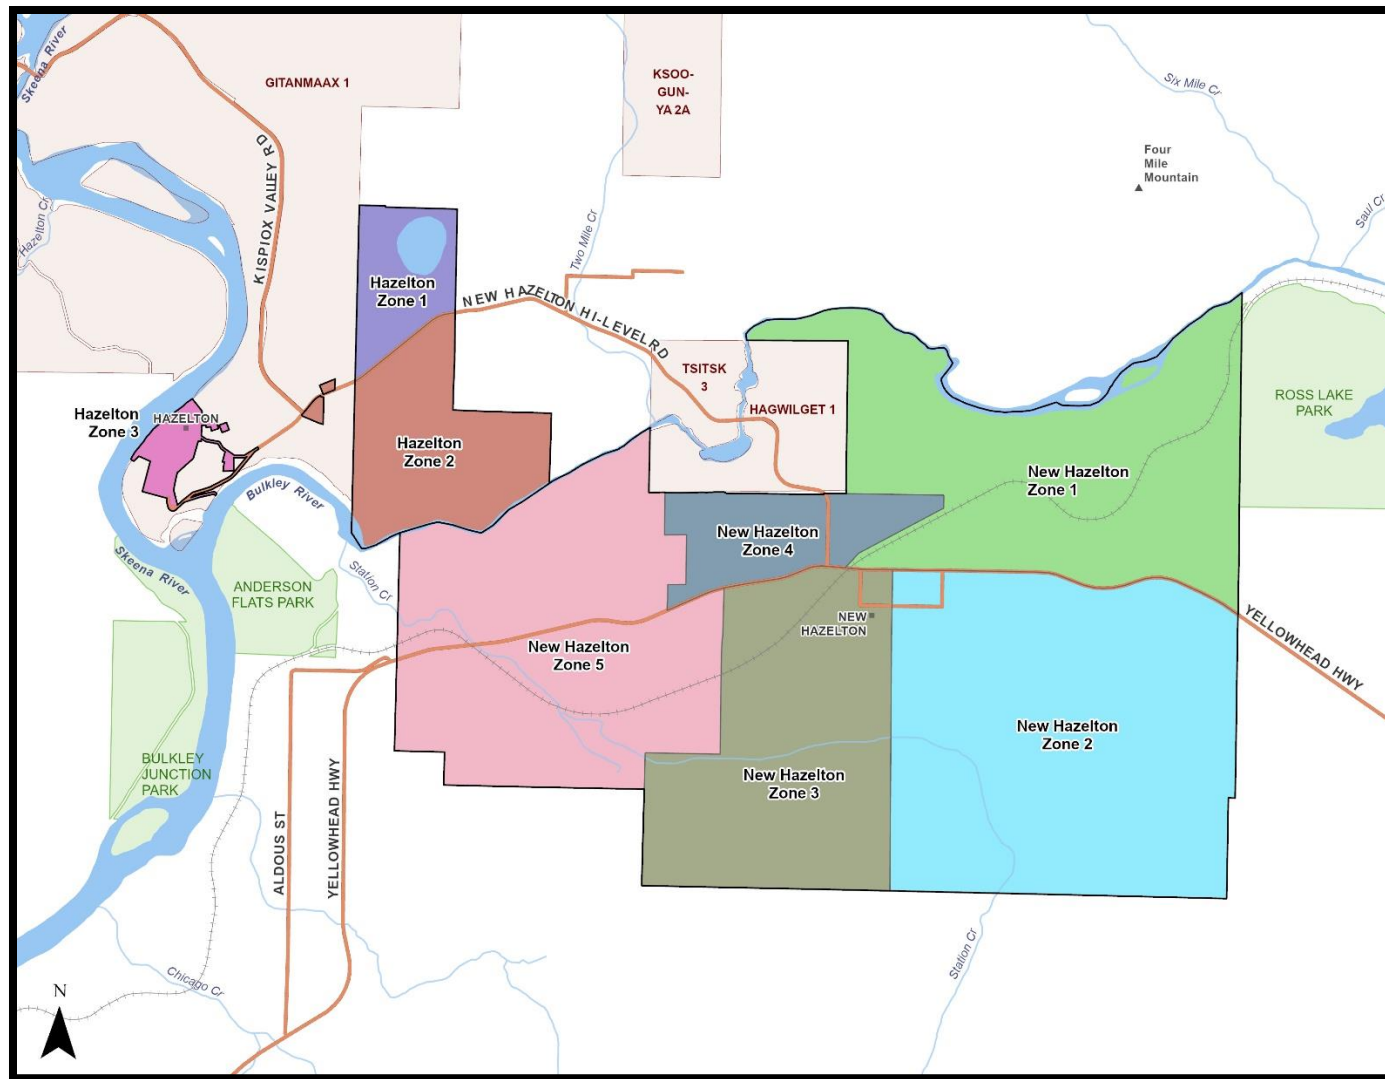 Skeena River
GITANMAAX 1
KSOO-
GUN-
YA 2A
Six Mile Cr
Four
Mile
Mountain
Saul Cr
Hazelton Cr
KISPIOX VALLEY RD
Two Mile Cr
Hazelton
Zone 1
NEW HAZELTON HI-LEVEL RD
TSITSK
3
HAGWILGET 1
ROSS LAKE
PARK
Hazelton
Zone 3
HAZELTON
Hazelton
Zone 2
New Hazelton
Zone 1
Bulkley River
New Hazelton
Zone 4
Skeena River
Station Cr
ANDERSON
FLATS PARK
NEW
HAZELTON
YELLOWHEAD HWY
New Hazelton
Zone 5
New Hazelton
Zone 2
BULKLEY
JUNCTION
PARK
New Hazelton
Zone 3
ALDOUS ST
YELLOWHEAD HWY
Station Cr
Chicago Cr
N